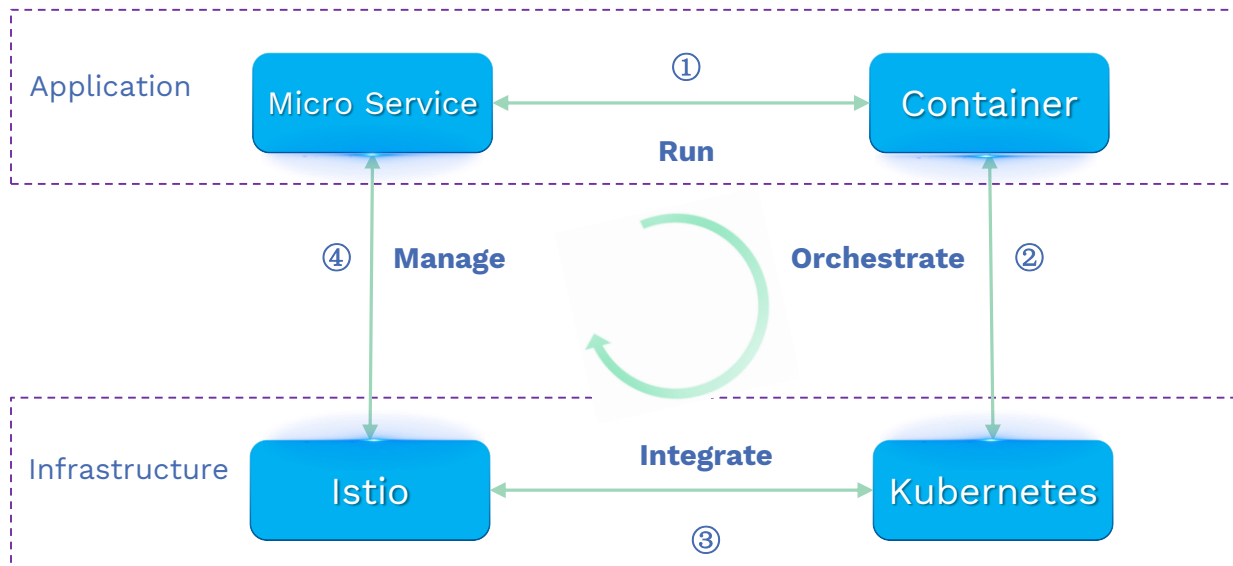 Application
Micro Service
①
Container
Run
④
Manage
Orchestrate
②
Infrastructure
Istio
Integrate
Kubernetes
③